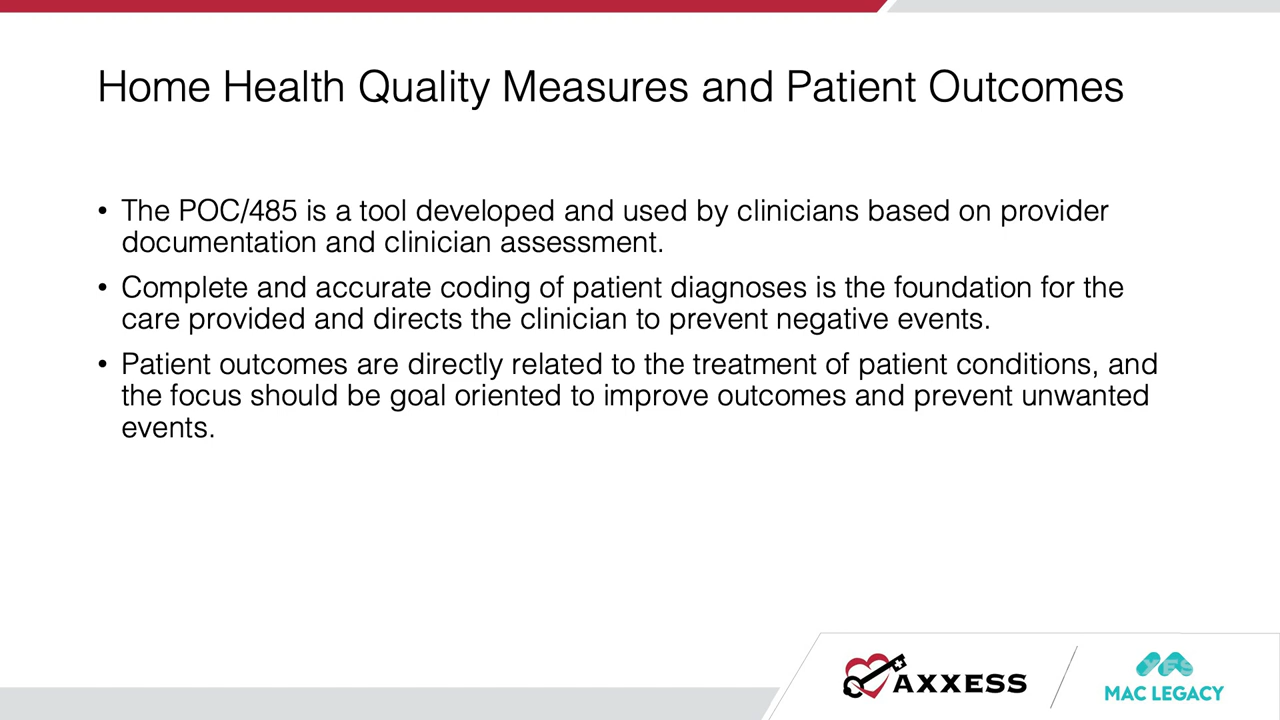 Home Health Quality Measures and Patient Outcomes
• The POC/485 is a tool developed and used by clinicians based on provider
documentation and clinician assessment.
• Complete and accurate coding of patient diagnoses is the foundation for the
care provided and directs the clinician to prevent negative events.
• Patient outcomes are directly related to the treatment of patient conditions, and
the focus should be goal oriented to improve outcomes and prevent unwanted
events.
AXXESS
YES
MAC LEGACY